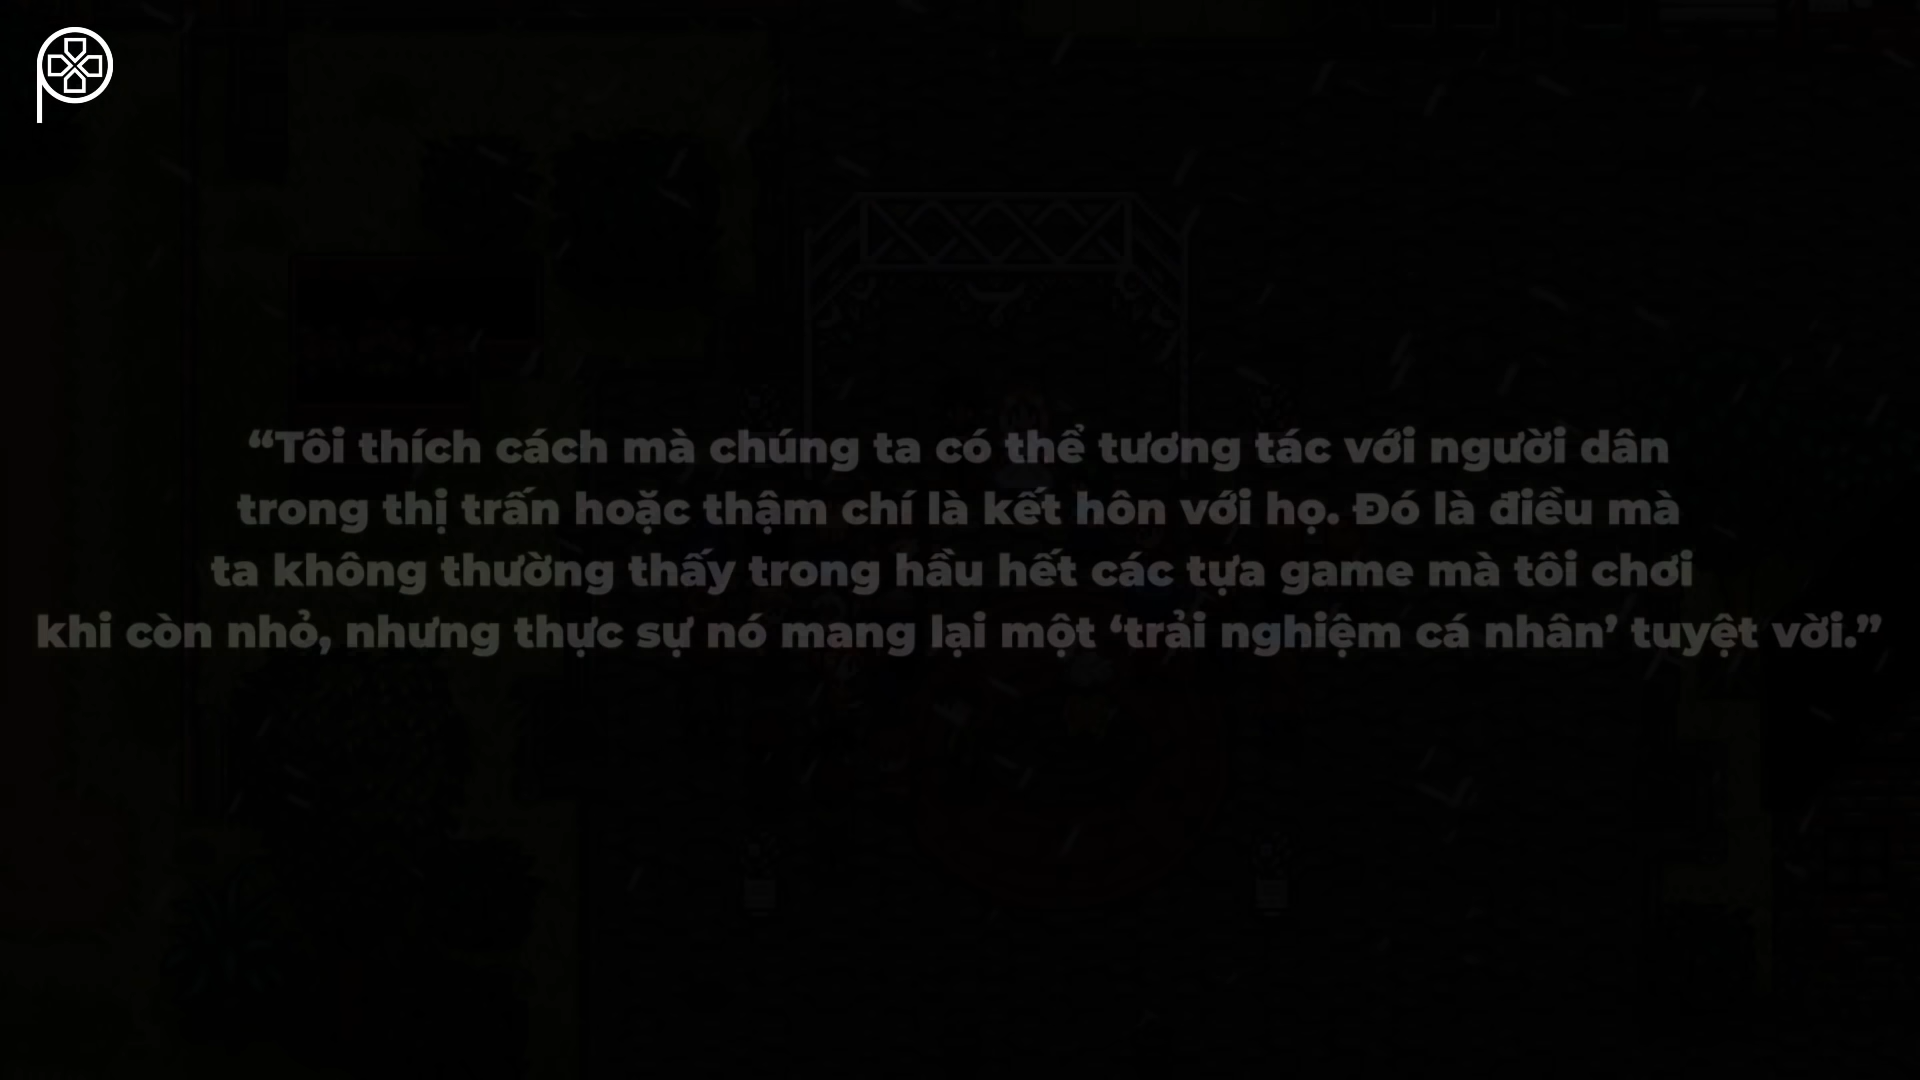 “Tôi thích cách mà chúng ta có thể tương tác với người dân
trong thị trấn hoặc thậm chí là kết hôn với họ. Đó là điều mà
ta không thường thấy trong hầu hết các tựa game mà tôi chơi
khi còn nhỏ, nhưng thực sự nó mang lại một ‘trải nghiệm cá nhân’ tuyệt vời.”